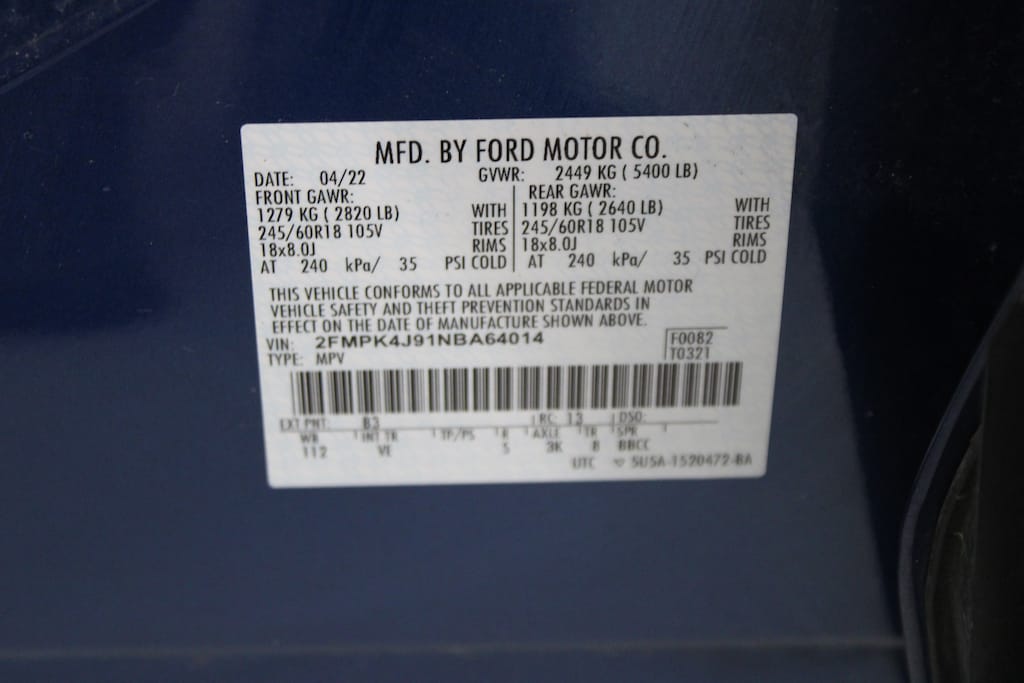 MFD. BY FORD MOTOR CO.
DATE: 04/22 GVWR: 2449 KG ( 5400 LB)
FRONT GAWR: REAR GAWR:
1279 KG ( 2820 LB) WITH 1198 KG ( 2640 LB) WITH
245/60R18 105V TIRES 245/60R18 105V TIRES
18x8.0J RIMS 18x8.0J RIMS
AT 240 kPa/ 35 PSI COLD AT 240 kPa/ 35 PSI COLD
THIS VEHICLE CONFORMS TO ALL APPLICABLE FEDERAL MOTOR
VEHICLE SAFETY AND THEFT PREVENTION STANDARDS IN
EFFECT ON THE DATE OF MANUFACTURE SHOWN ABOVE.
VIN: 2FMPK4J91NBA64014 F0082
TYPE: MPV T0321
EXT PNT: B3 RC: 13 DSO:
WB INT TR TP/PS R AXLE TR SPR
112 VE 5 3K 8 BBCC
UTC 5U5A-1520472-BA